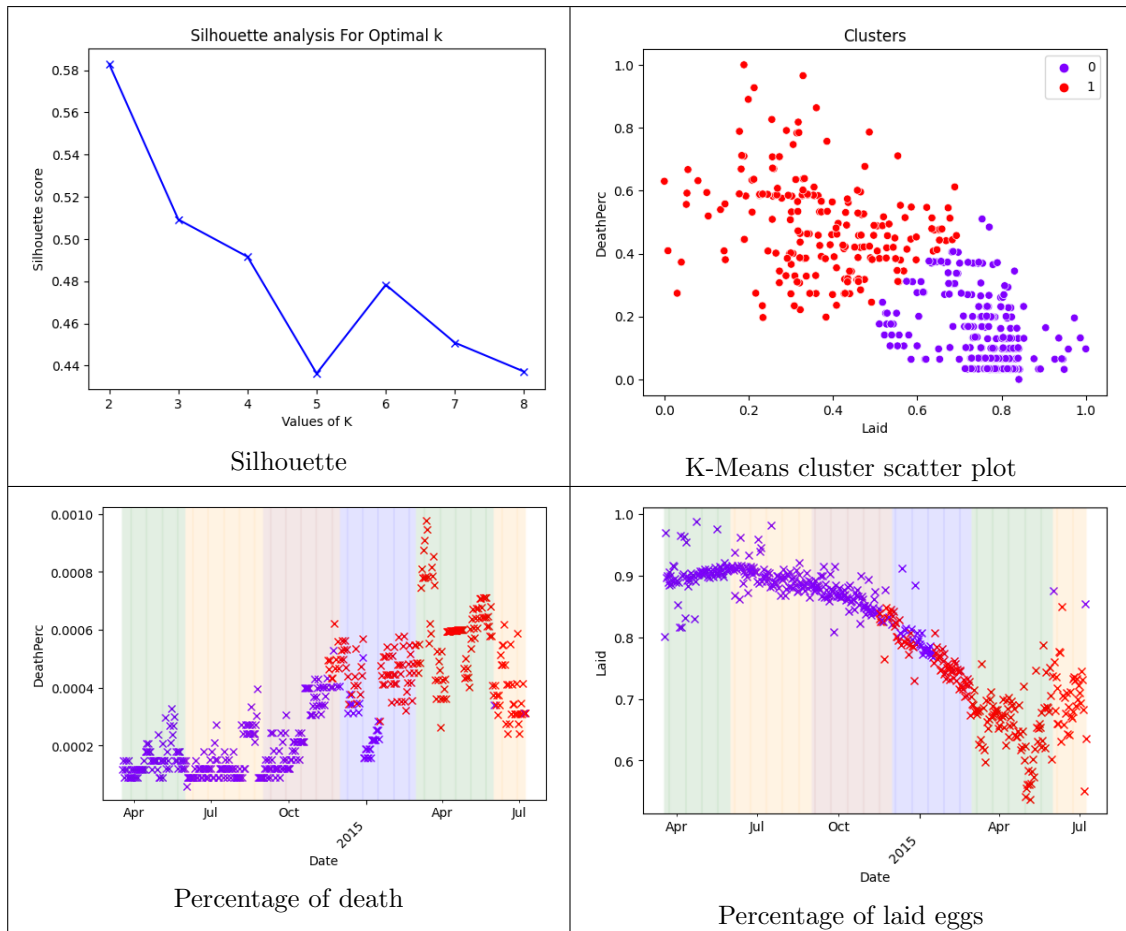 Silhouette analysis For Optimal k
0.58
0.56
0.54
0.52
0.50
0.48
0.46
0.44
Silhouette score
2 3 4 5 6 7 8
Values of K
Silhouette
Clusters
0
1
1.0
0.8
0.6
0.4
0.2
0.0
DeathPerc
0.0 0.2 0.4 0.6 0.8 1.0
Laid
K-Means cluster scatter plot
0.0010
0.0008
0.0006
0.0004
0.0002
DeathPerc
Apr Jul Oct 2015 Apr Jul
Date
Percentage of death
1.0
0.9
0.8
0.7
0.6
Laid
Apr Jul Oct 2015 Apr Jul
Date
Percentage of laid eggs